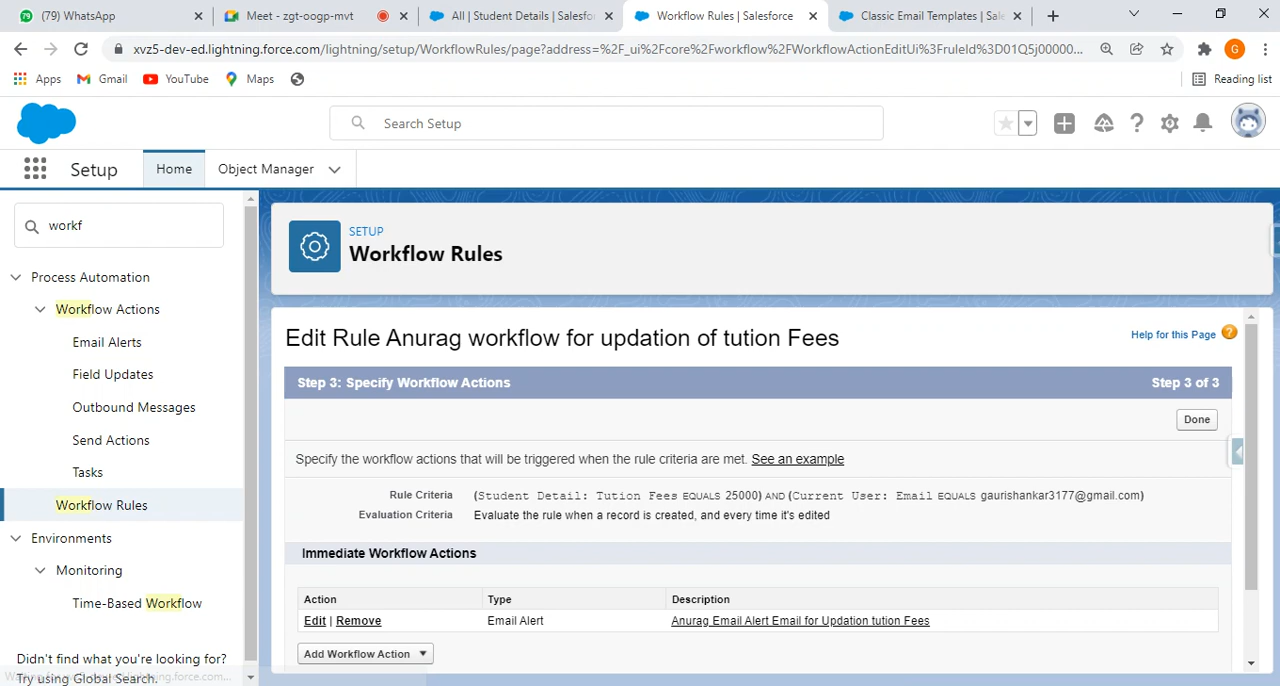 (79) WhatsApp
Meet - zgt-oogp-mvt
All | Student Details | Salesfo
Workflow Rules | Salesforce
Classic Email Templates | Sale
xvz5-dev-ed.lightning.force.com/lightning/setup/WorkflowRules/page?address=%2F_ui%2Fcore%2Fworkflow%2FWorkflowActionEditUi%3FruleId%3D01Q5j00000...
G
Apps
Gmail
YouTube
Maps
Reading list
Search Setup
Setup
Home
Object Manager
workf
Process Automation
Workflow Actions
Email Alerts
Field Updates
Outbound Messages
Send Actions
Tasks
Workflow Rules
Environments
Monitoring
Time-Based Workflow
Didn't find what you're looking for?
Try using Global Search.
SETUP
Workflow Rules
Edit Rule Anurag workflow for updation of tution Fees
Help for this Page
Step 3: Specify Workflow Actions
Step 3 of 3
Done
Specify the workflow actions that will be triggered when the rule criteria are met. See an example
Rule Criteria (Student Detail: Tution Fees EQUALS 25000) AND (Current User: Email EQUALS gaurishankar3177@gmail.com)
Evaluation Criteria Evaluate the rule when a record is created, and every time it's edited
Immediate Workflow Actions
Action Type Description
Edit | Remove Email Alert Anurag Email Alert Email for Updation tution Fees
Add Workflow Action